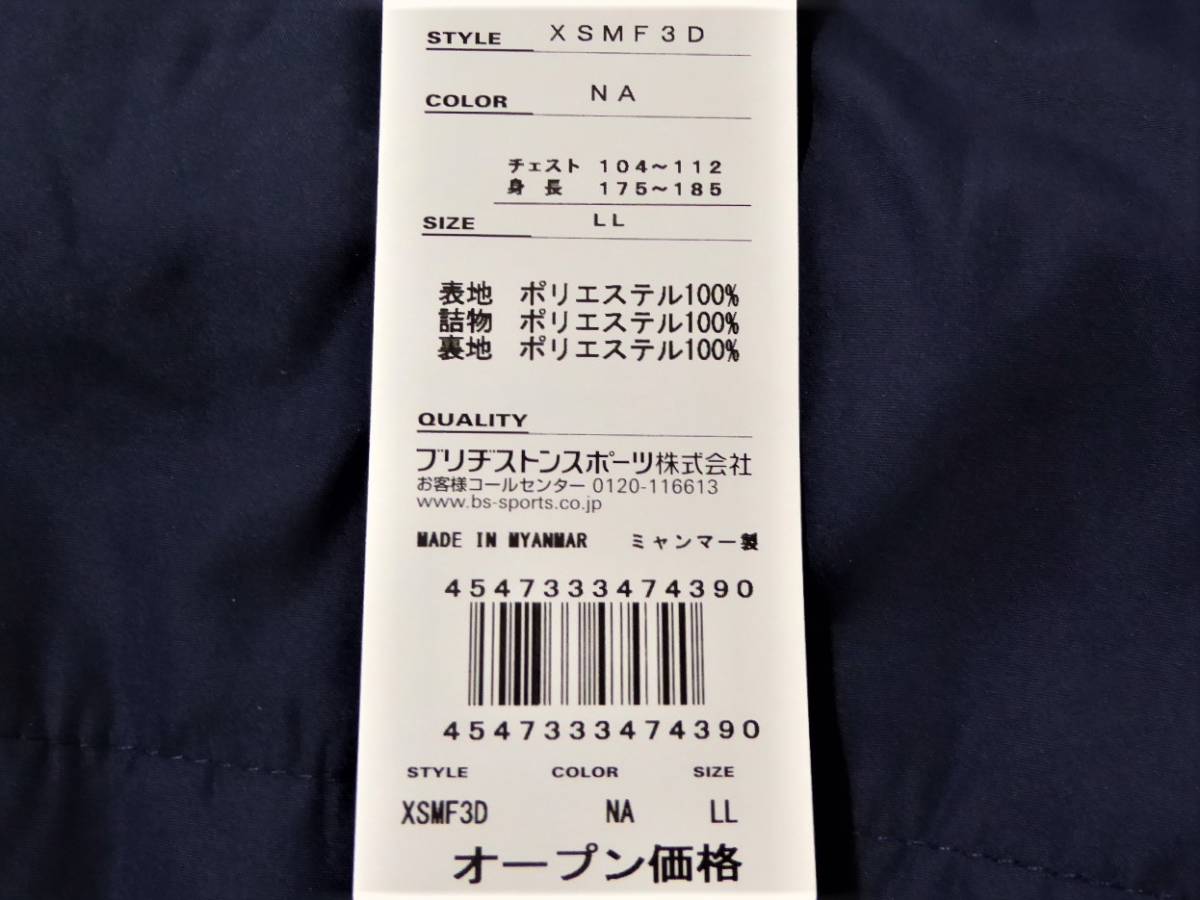 STYLE XSMF3D
COLOR NA
チェスト 104～112
身長 175～185
SIZE LL
表地 ポリエステル100%
詰物 ポリエステル100%
裏地 ポリエステル100%
QUALITY
ブリヂストンスポーツ株式会社
お客様コールセンター 0120-116613
www.bs-sports.co.jp
MADE IN MYANMAR ミャンマー製
4547333474390
4547333474390
STYLE COLOR SIZE
XSMF3D NA LL
オープン価格